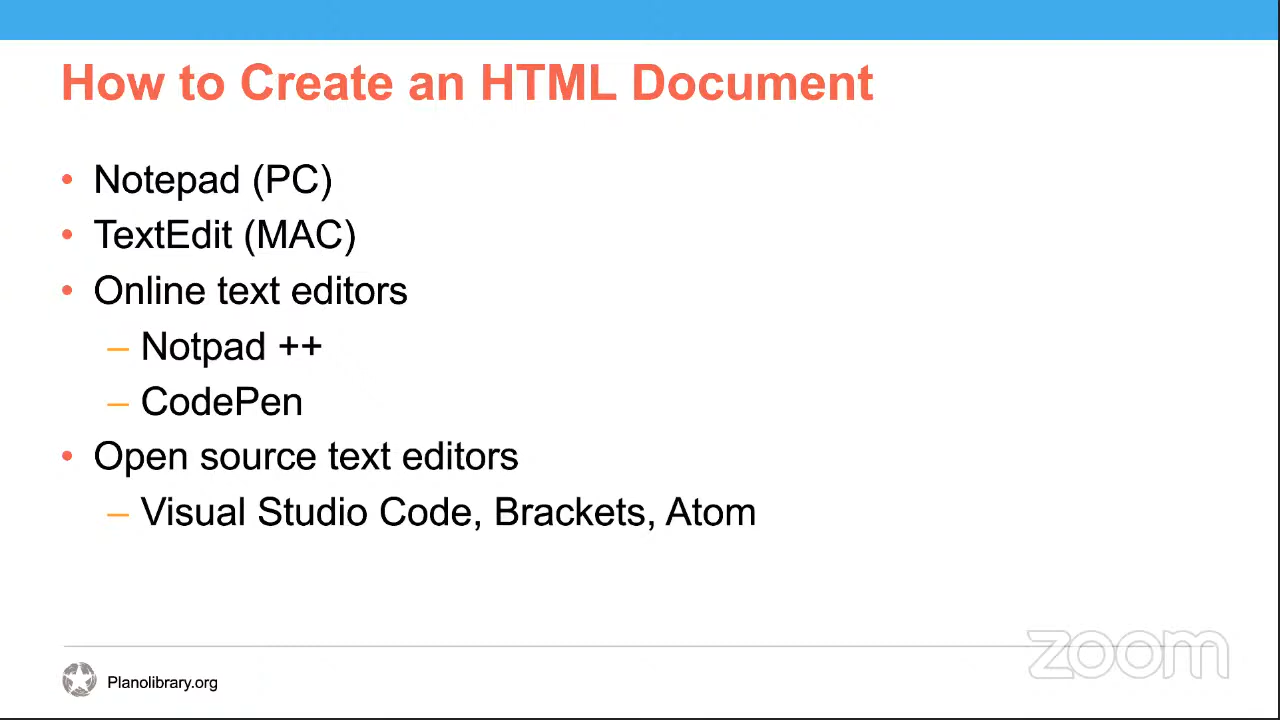 How to Create an HTML Document
• Notepad (PC)
• TextEdit (MAC)
• Online text editors
– Notpad ++
– CodePen
• Open source text editors
– Visual Studio Code, Brackets, Atom
zoom
Planolibrary.org